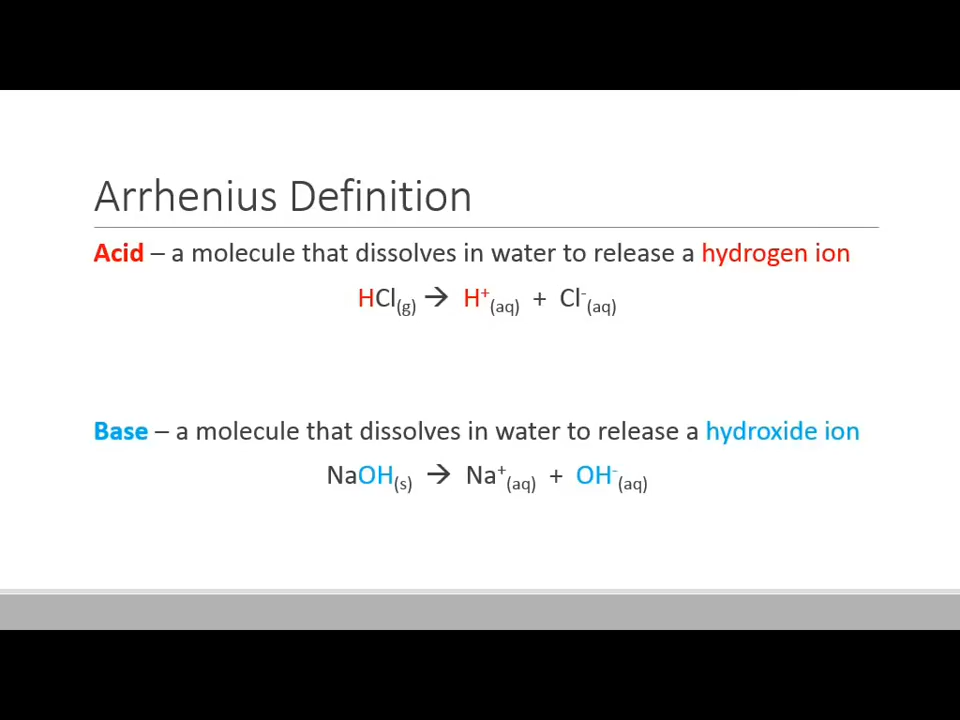 Arrhenius Definition
Acid – a molecule that dissolves in water to release a hydrogen ion
HCl(g) → H⁺(aq) + Cl⁻(aq)
Base – a molecule that dissolves in water to release a hydroxide ion
NaOH(s) → Na⁺(aq) + OH⁻(aq)